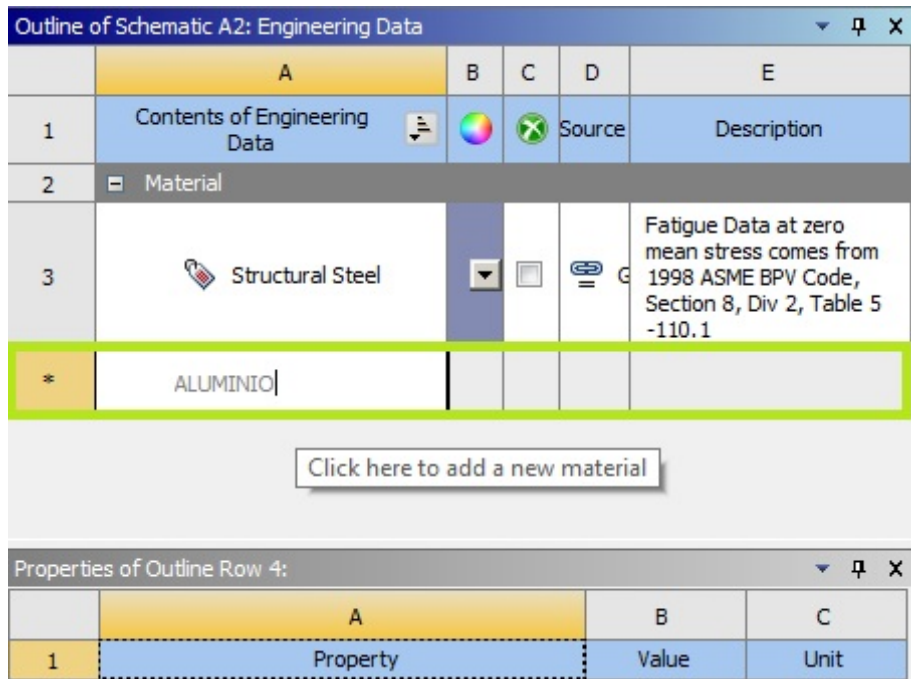 Outline of Schematic A2: Engineering Data
A B C D E
1 Contents of Engineering Data Source Description
2 Material
3 Structural Steel G Fatigue Data at zero
mean stress comes from
1998 ASME BPV Code,
Section 8, Div 2, Table 5
-110.1
* ALUMINIO
Click here to add a new material
Properties of Outline Row 4:
A B C
1 Property Value Unit